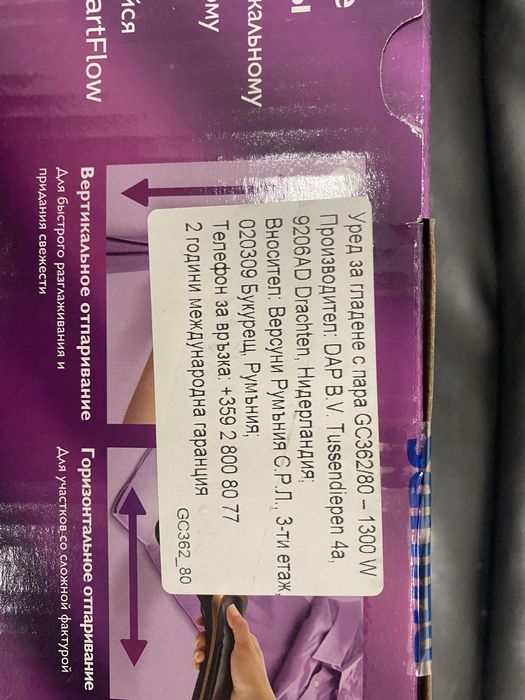 кальному
йся
ому
artFlow
Вертикальное отпаривание
Для быстрого разглаживания и
придания свежести
Горизонтальное отпаривание
Для участков со сложной фактурой
Уред за гладене с пара GC362/80 – 1300 W
Производител: DAP B.V. Tussendiepen 4a,
9206AD Drachten, Нидерландия;
Вносител: Версуни Румъния С.Р.Л., 3-ти етаж,
020309 Букурещ, Румъния;
Телефон за връзка: +359 2 800 80 77
2 години международна гаранция
GC362_80